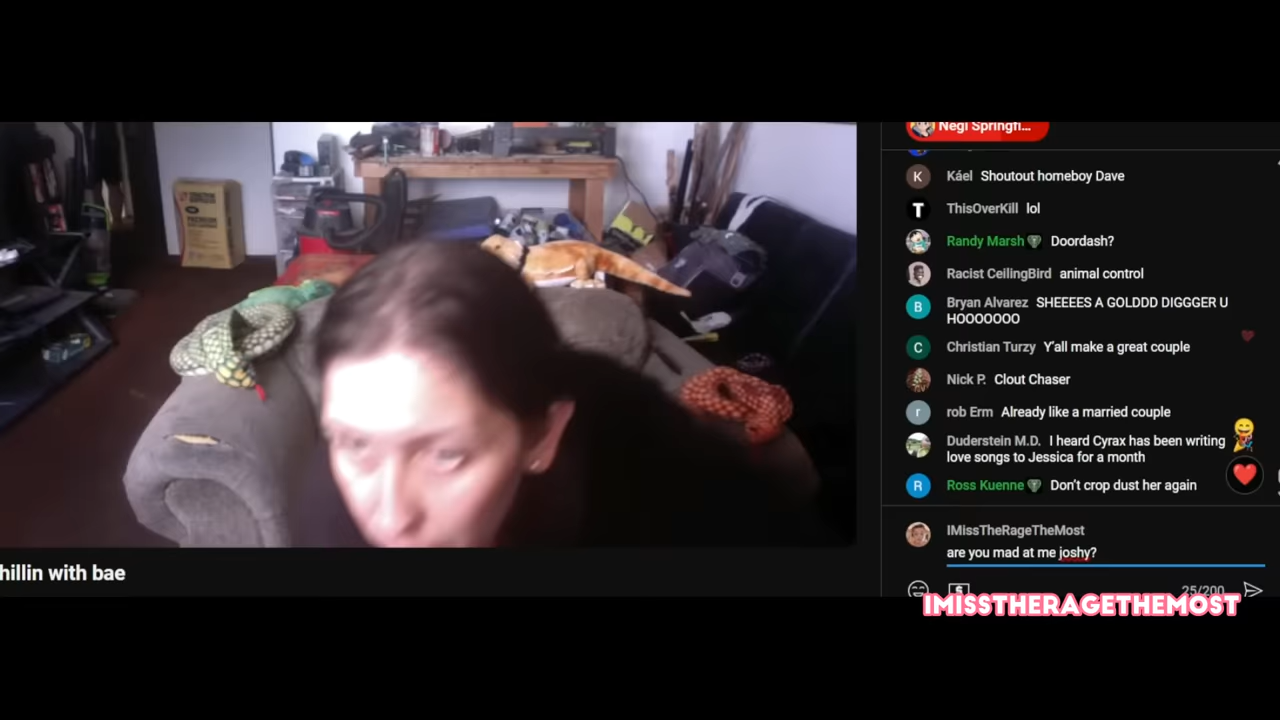 Negi Springfi...
K Káel Shoutout homeboy Dave
T ThisOverKill lol
Randy Marsh Doordash?
Racist CeilingBird animal control
B Bryan Alvarez SHEEEES A GOLDDD DIGGGER U
HOOOOOOO
C Christian Turzy Y'all make a great couple
Nick P. Clout Chaser
r rob Erm Already like a married couple
Duderstein M.D. I heard Cyrax has been writing
love songs to Jessica for a month
R Ross Kuenne Don't crop dust her again
IMissTheRageTheMost
are you mad at me joshy?
hillin with bae
25/200
IMISSTHERAGETHEMOST